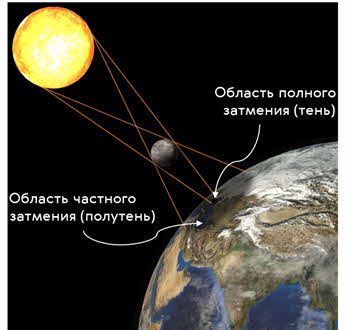 Область полного
затмения (тень)
Область частного
затмения (полутень)